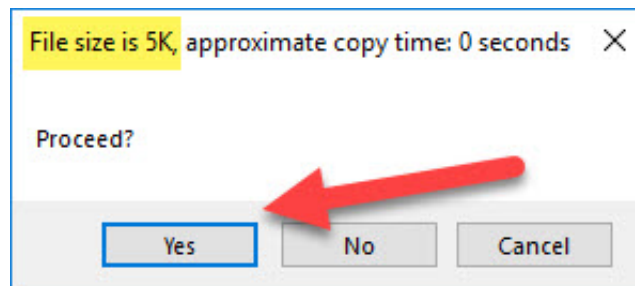 File size is 5K, approximate copy time: 0 seconds
Proceed?
Yes No Cancel